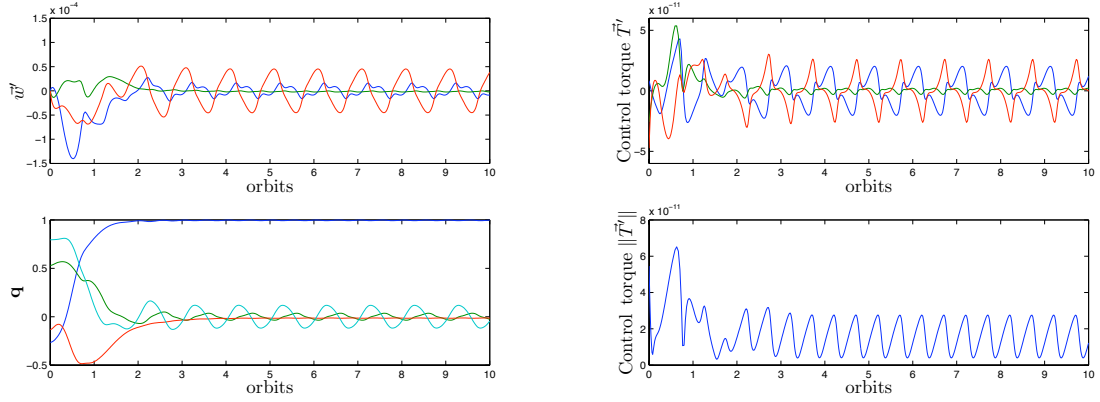 x 10⁻⁴
1.5
1
0.5
0
−0.5
−1
−1.5
w⃗′
0 1 2 3 4 5 6 7 8 9 10
orbits
x 10⁻¹¹
5
0
−5
Control torque T⃗′
0 1 2 3 4 5 6 7 8 9 10
orbits
1
0.5
0
−0.5
q
0 1 2 3 4 5 6 7 8 9 10
orbits
x 10⁻¹¹
8
6
4
2
0
Control torque ||T⃗′||
0 1 2 3 4 5 6 7 8 9 10
orbits